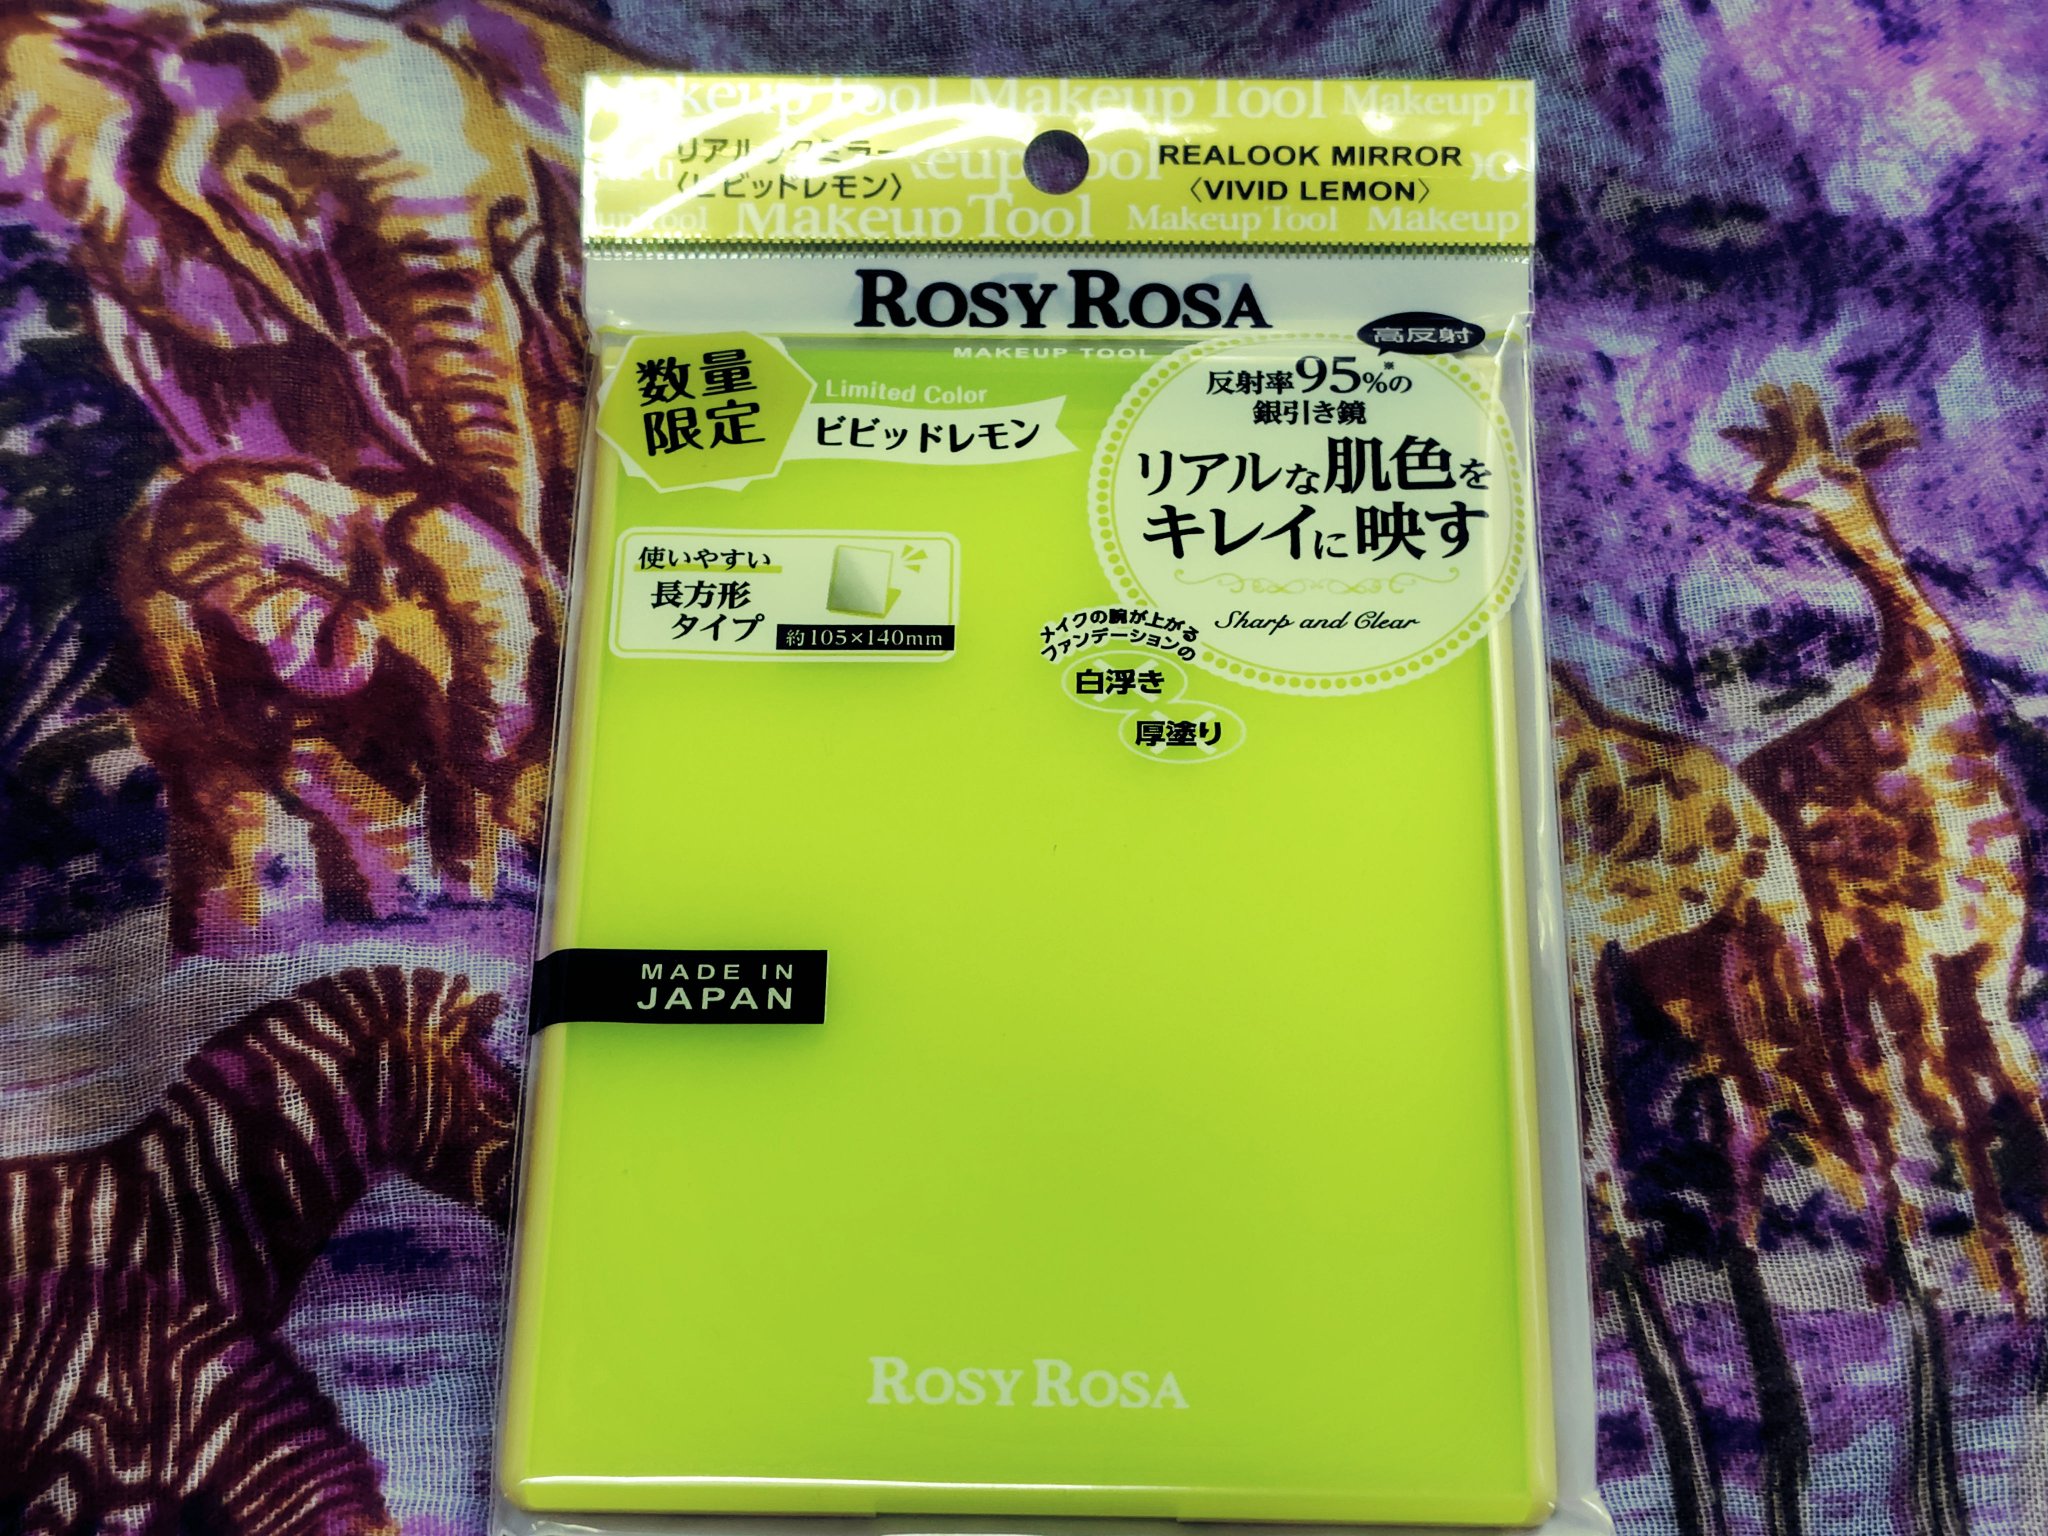 Makeup Tool Makeup Tool Makeup T
リアルックミラー
〈ビビッドレモン〉
REALOOK MIRROR
〈VIVID LEMON〉
Makeup Tool Makeup Tool Makeup
ROSY ROSA
MAKEUP TOOL
数量
限定
Limited Color
ビビッドレモン
高反射
反射率95%※の
銀引き鏡
リアルな肌色を
キレイに映す
Sharp and Clear
使いやすい
長方形
タイプ
約105×140mm
メイクの腕が上がる
ファンデーションの
白浮き
厚塗り
MADE IN
JAPAN
ROSY ROSA